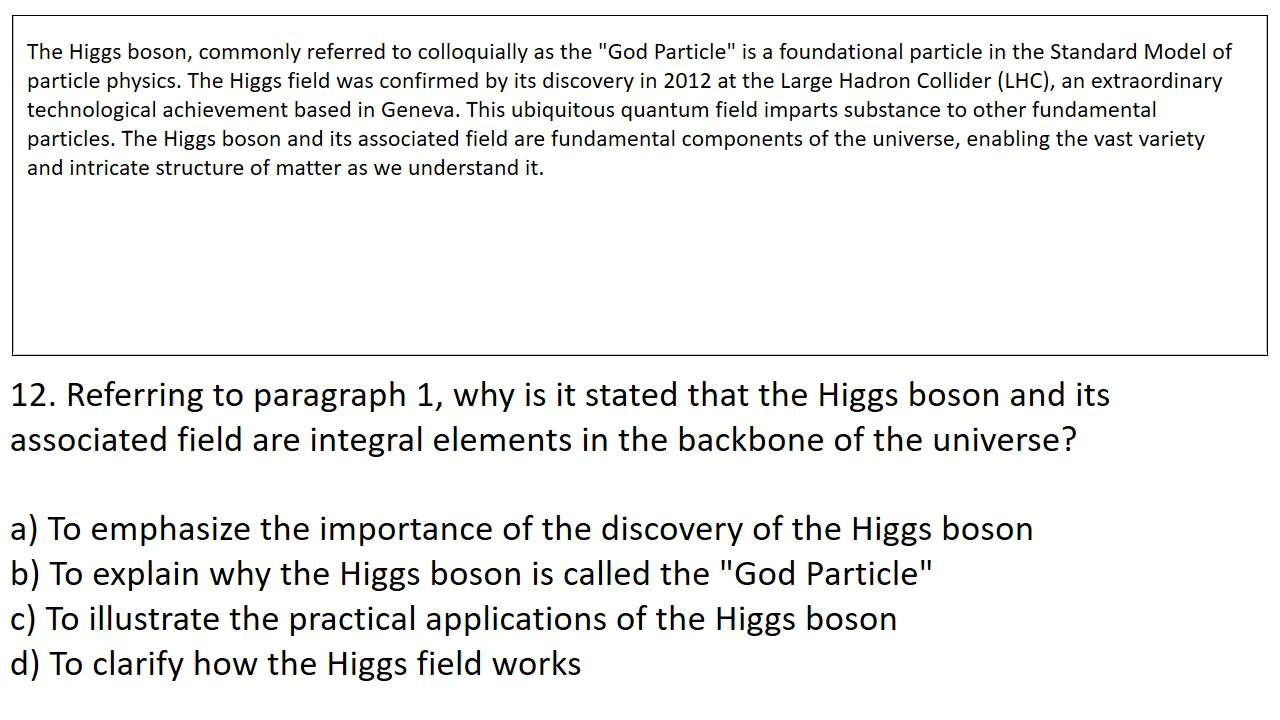 The Higgs boson, commonly referred to colloquially as the "God Particle" is a foundational particle in the Standard Model of
particle physics. The Higgs field was confirmed by its discovery in 2012 at the Large Hadron Collider (LHC), an extraordinary
technological achievement based in Geneva. This ubiquitous quantum field imparts substance to other fundamental
particles. The Higgs boson and its associated field are fundamental components of the universe, enabling the vast variety
and intricate structure of matter as we understand it.
12. Referring to paragraph 1, why is it stated that the Higgs boson and its
associated field are integral elements in the backbone of the universe?
a) To emphasize the importance of the discovery of the Higgs boson
b) To explain why the Higgs boson is called the "God Particle"
c) To illustrate the practical applications of the Higgs boson
d) To clarify how the Higgs field works